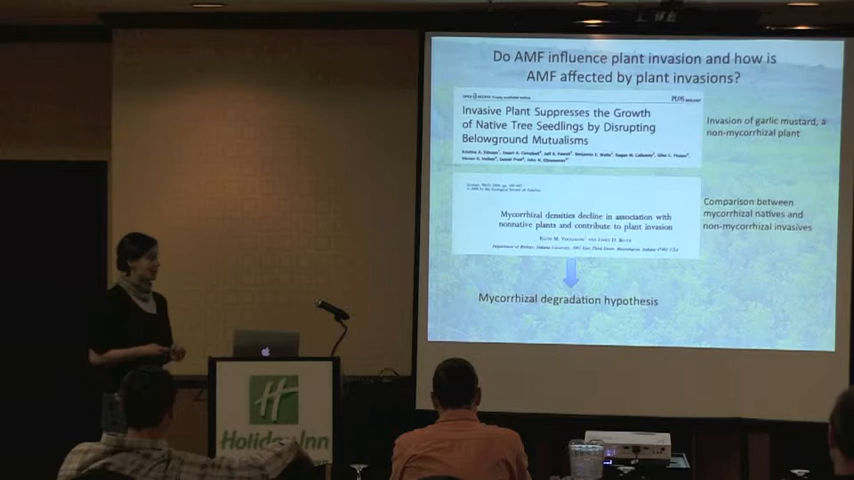 Do AMF influence plant invasion and how is
AMF affected by plant invasions?
PLOS BIOLOGY
Invasive Plant Suppresses the Growth
of Native Tree Seedlings by Disrupting
Belowground Mutualisms
Invasion of garlic mustard, a
non-mycorrhizal plant
Mycorrhizal densities decline in association with
nonnative plants and contribute to plant invasion
Comparison between
mycorrhizal natives and
non-mycorrhizal invasives
Mycorrhizal degradation hypothesis
H
Holiday Inn